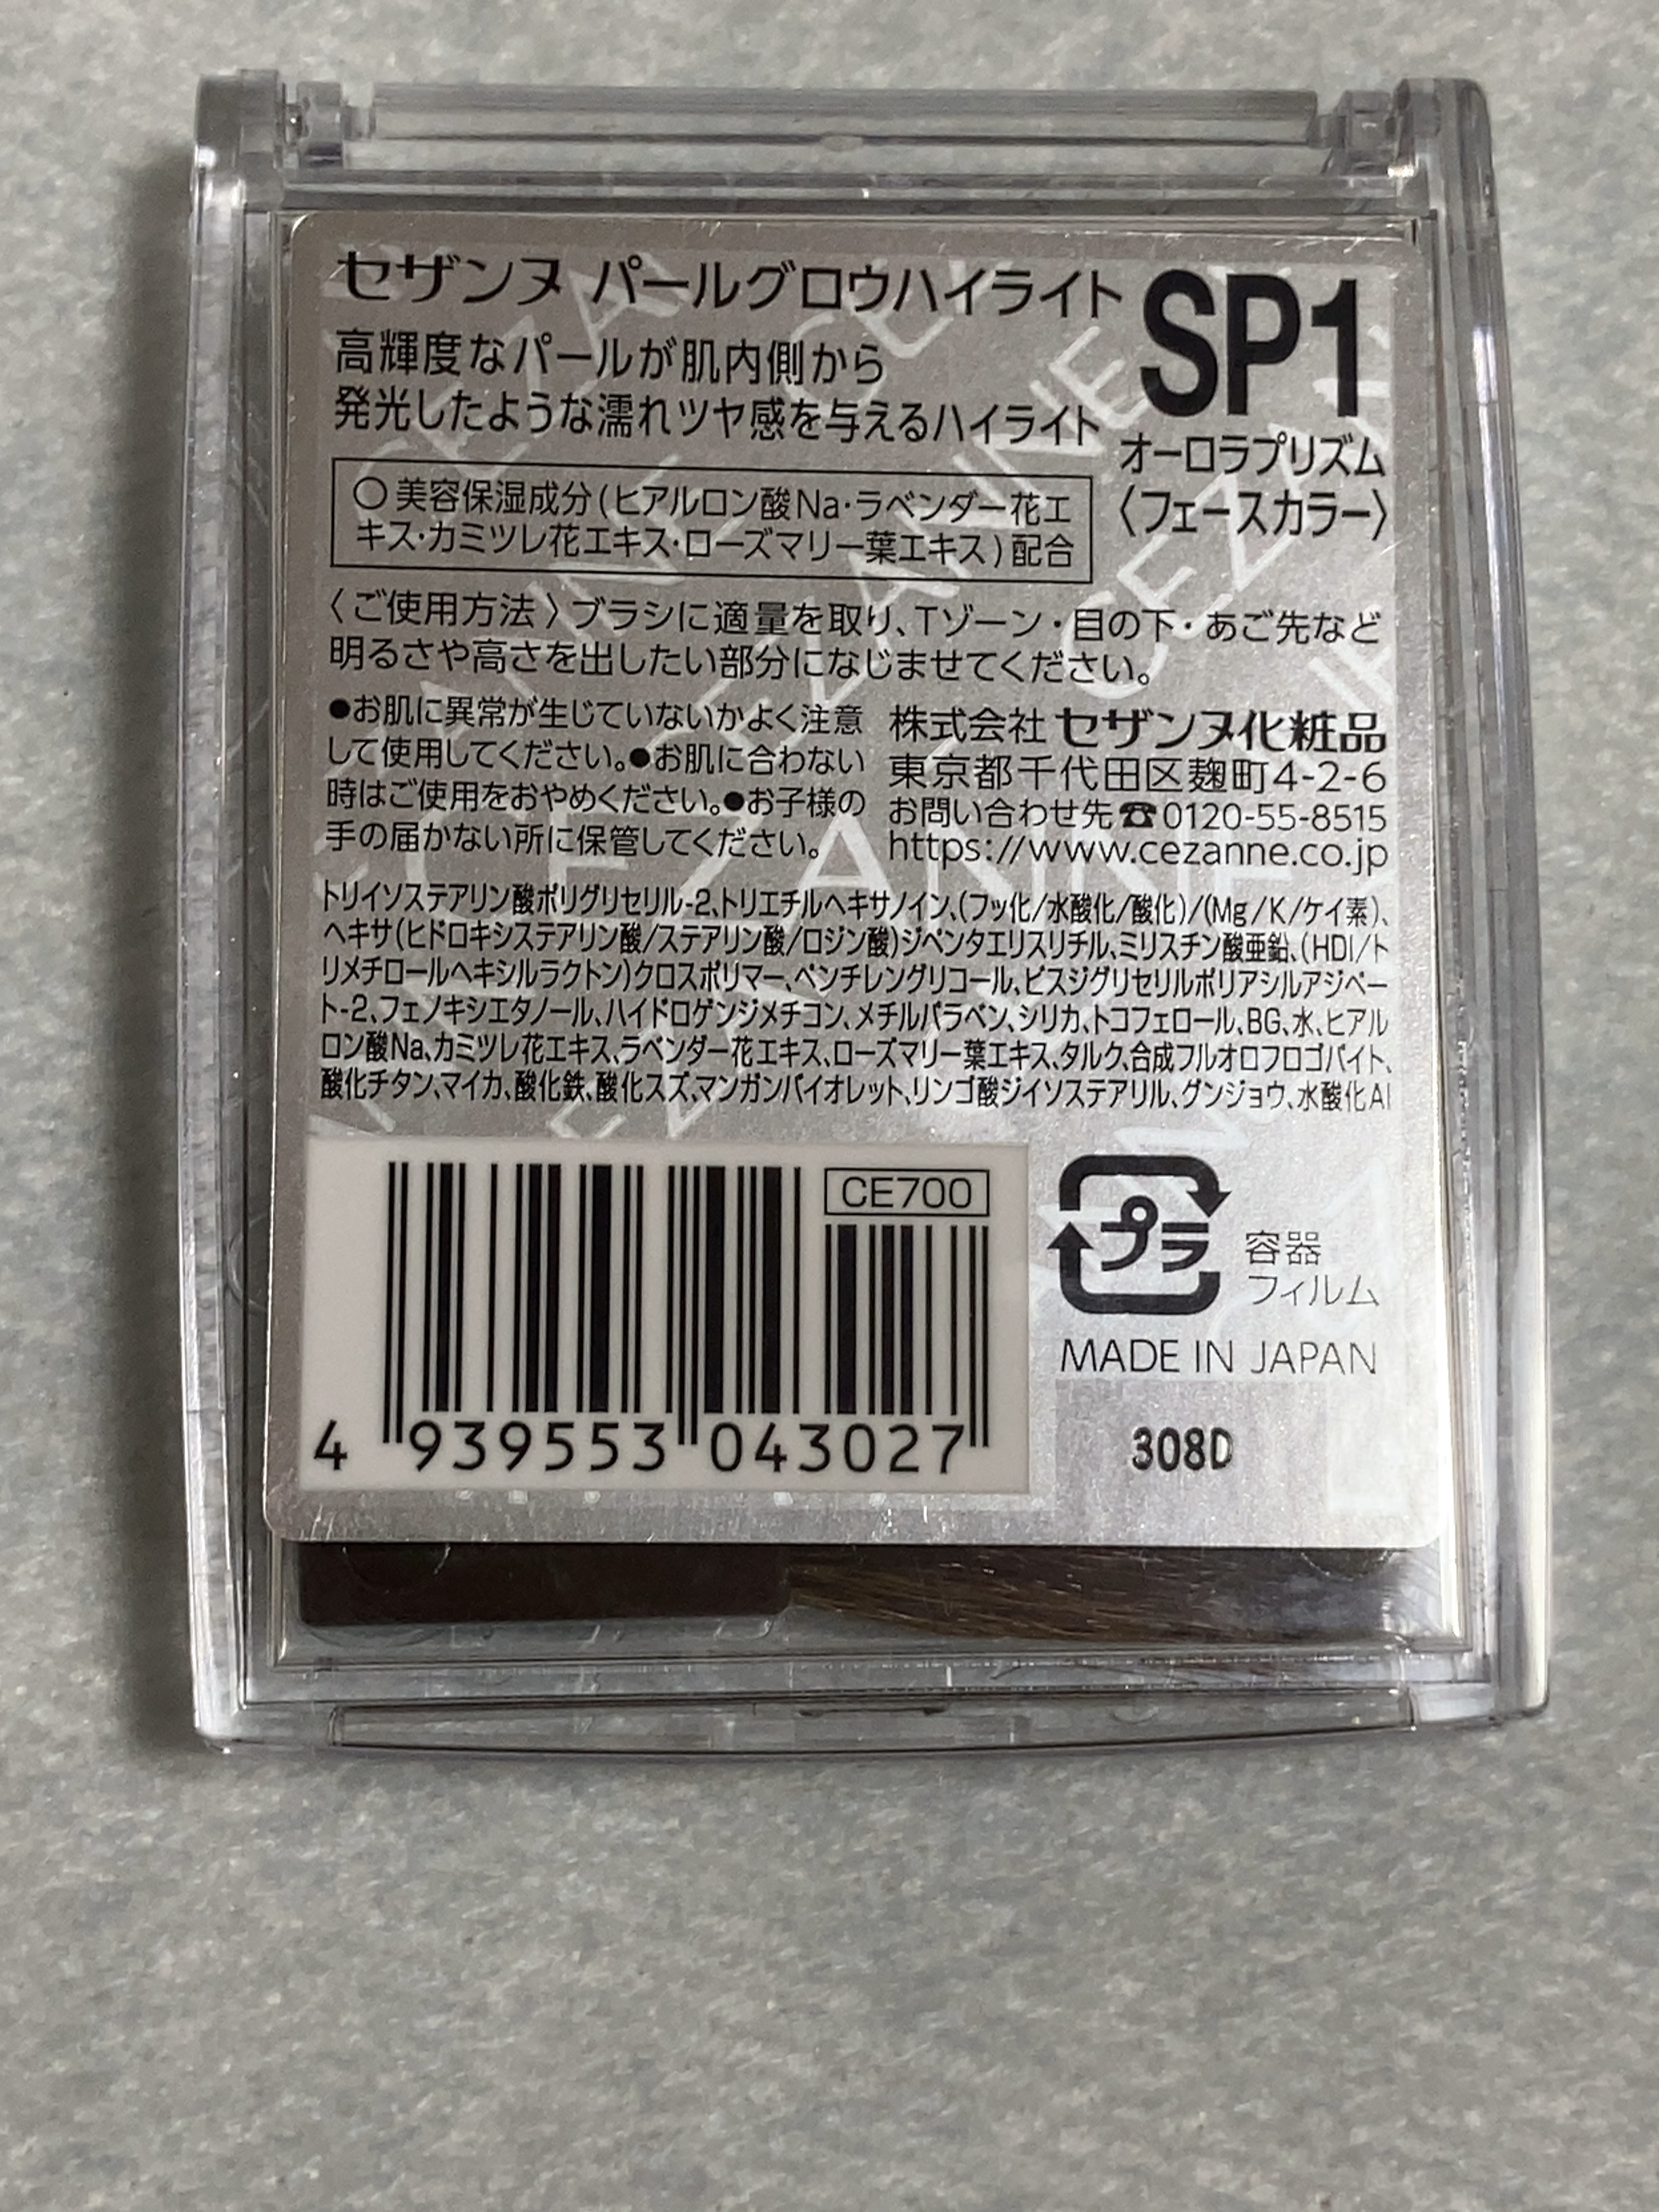 セザンヌ パールグロウハイライト
SP1
高輝度なパールが肌内側から
発光したような濡れツヤ感を与えるハイライト
オーロラプリズム
〈フェースカラー〉
○美容保湿成分(ヒアルロン酸Na・ラベンダー花エ
キス・カミツレ花エキス・ローズマリー葉エキス)配合
〈ご使用方法〉ブラシに適量を取り、Tゾーン・目の下・あご先など
明るさや高さを出したい部分になじませてください。
●お肌に異常が生じていないかよく注意
して使用してください。●お肌に合わない
時はご使用をおやめください。●お子様の
手の届かない所に保管してください。
株式会社セザンヌ化粧品
東京都千代田区麹町4-2-6
お問い合わせ先☎0120-55-8515
https://www.cezanne.co.jp
トリイソステアリン酸ポリグリセリル-2、トリエチルヘキサノイン、(フッ化/水酸化/酸化)/(Mg/K/ケイ素)、
ヘキサ(ヒドロキシステアリン酸/ステアリン酸/ロジン酸)ジペンタエリスリチル、ミリスチン酸亜鉛、(HDI/ト
リメチロールヘキシルラクトン)クロスポリマー、ペンチレングリコール、ビスジグリセリルポリアシルアジペー
ト-2、フェノキシエタノール、ハイドロゲンジメチコン、メチルパラベン、シリカ、トコフェロール、BG、水、ヒアル
ロン酸Na、カミツレ花エキス、ラベンダー花エキス、ローズマリー葉エキス、タルク、合成フルオロフロゴパイト、
酸化チタン、マイカ、酸化鉄、酸化スズ、マンガンバイオレット、リンゴ酸ジイソステアリル、グンジョウ、水酸化Al
CE700
4 939553 043027
プラ
容器
フィルム
MADE IN JAPAN
308D